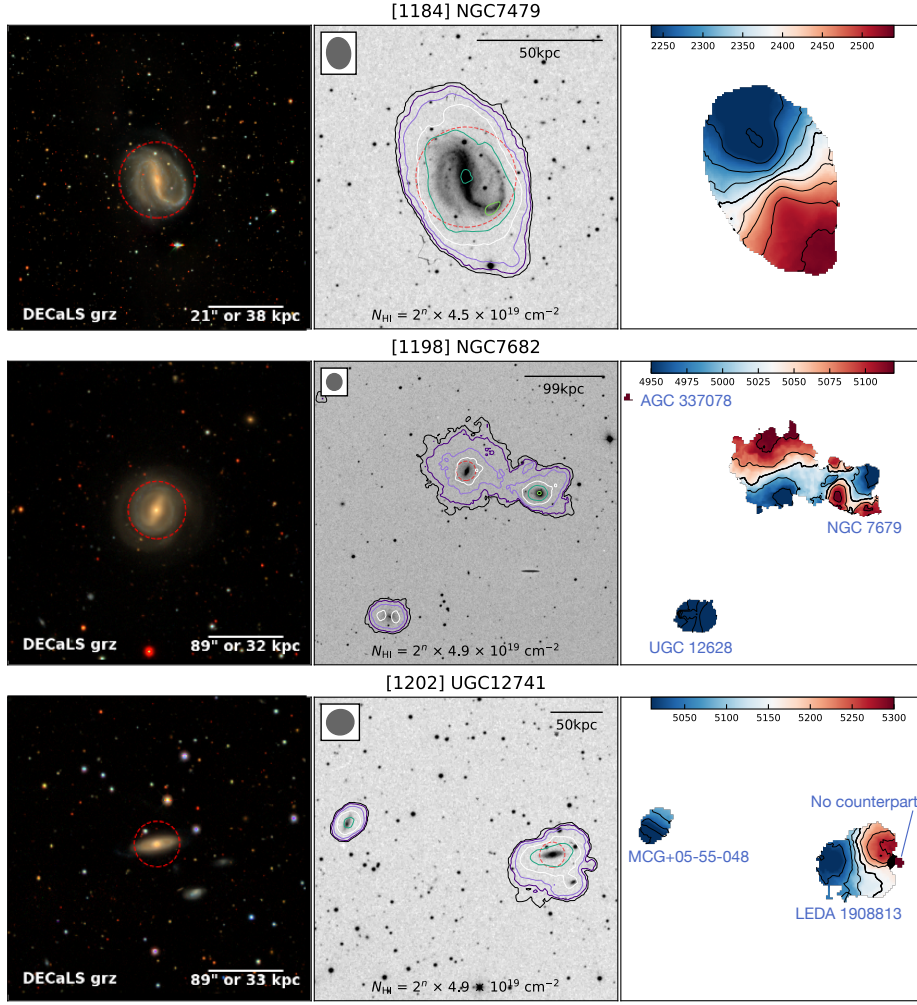 [1184] NGC7479
DECaLS grz
21" or 38 kpc
50kpc
N_HI = 2^n × 4.5 × 10^19 cm^−2
2250 2300 2350 2400 2450 2500
[1198] NGC7682
DECaLS grz
89" or 32 kpc
99kpc
N_HI = 2^n × 4.9 × 10^19 cm^−2
4950 4975 5000 5025 5050 5075 5100
AGC 337078
NGC 7679
UGC 12628
[1202] UGC12741
DECaLS grz
89" or 33 kpc
50kpc
N_HI = 2^n × 4.9 × 10^19 cm^−2
5050 5100 5150 5200 5250 5300
No counterpart
MCG+05-55-048
LEDA 1908813